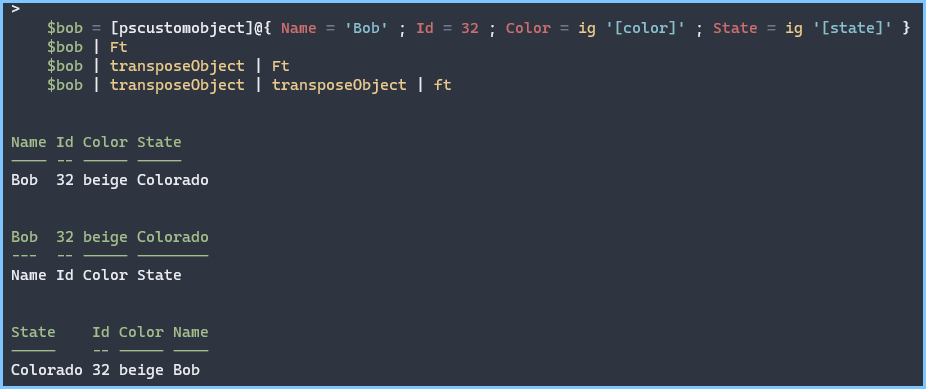 >
$bob = [pscustomobject]@{ Name = 'Bob' ; Id = 32 ; Color = ig '[color]' ; State = ig '[state]' }
$bob | Ft
$bob | transposeObject | Ft
$bob | transposeObject | transposeObject | ft
Name Id Color State
---- -- ----- -----
Bob  32 beige Colorado
Bob  32 beige Colorado
---  -- ----- --------
Name Id Color State
State    Id Color Name
-----    -- ----- ----
Colorado 32 beige Bob